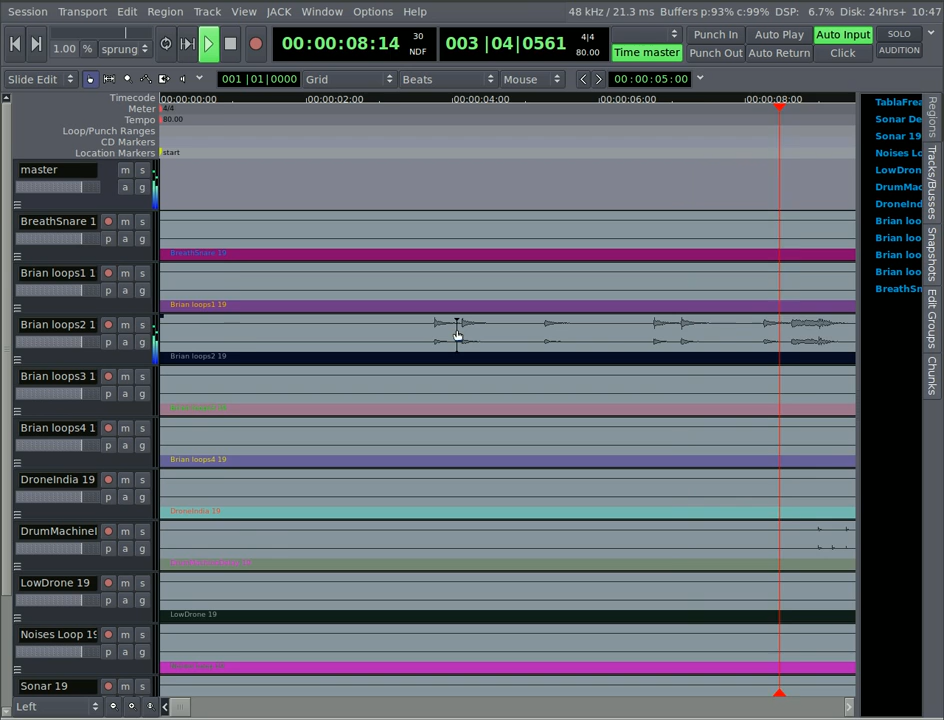 Session Transport Edit Region Track View JACK Window Options Help 48 kHz / 21.3 ms Buffers p:93% c:99% DSP: 6.7% Disk: 24hrs+ 10:47
1.00 % sprung 00:00:08:14 30 NDF 003|04|0561 4|4 80.00 Time master Punch In Auto Play Auto Input SOLO
Punch Out Auto Return Click AUDITION
Slide Edit 001|01|0000 Grid Beats Mouse 00:00:05:00
Timecode 00:00:00:00 00:00:02:00 00:00:04:00 00:00:06:00 00:00:08:00
Meter 4/4
Tempo 80.00
Loop/Punch Ranges
CD Markers
Location Markers start
master m s
a g
BreathSnare 1 m s
p a g
BreathSnare 19
Brian loops1 1 m s
p a g
Brian loops1 19
Brian loops2 1 m s
p a g
Brian loops2 19
Brian loops3 1 m s
p a g
Brian loops4 1 m s
p a g
Brian loops4 19
DroneIndia 19 m s
p a g
DroneIndia 19
DrumMachineI m s
p a g
LowDrone 19 m s
p a g
LowDrone 19
Noises Loop 19 m s
p a g
Sonar 19 m s
Left
TablaFrea
Sonar De
Sonar 19
Noises Lo
LowDron
DrumMac
DroneInd
Brian loo
Brian loo
Brian loo
Brian loo
BreathSn
Regions
Tracks/Busses
Snapshots
Edit Groups
Chunks